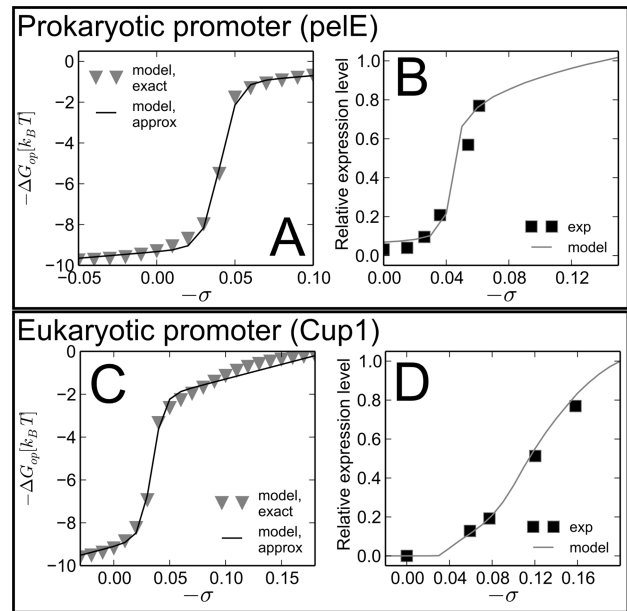 Prokaryotic promoter (pelE)
0
−2
−4
−6
−8
−10
−ΔG_op[k_B T]
model,
exact
model,
approx
A
−0.05 0.00 0.05 0.10
−σ
1.0
0.8
0.6
0.4
0.2
0.0
Relative expression level
B
exp
model
0.00 0.04 0.08 0.12
−σ
Eukaryotic promoter (Cup1)
0
−2
−4
−6
−8
−10
−ΔG_op[k_B T]
C
model,
exact
model,
approx
0.00 0.05 0.10 0.15
−σ
1.0
0.8
0.6
0.4
0.2
0.0
Relative expression level
D
exp
model
0.00 0.04 0.08 0.12 0.16
−σ